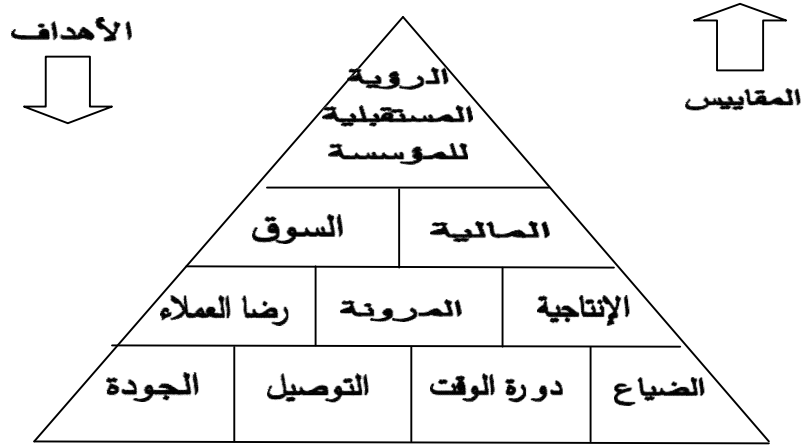 الأهداف
المقاييس
الرؤية
المستقبلية
للمؤسسة
المالية
السوق
الإنتاجية
المرونة
رضا العملاء
الضياع
دورة الوقت
التوصيل
الجودة